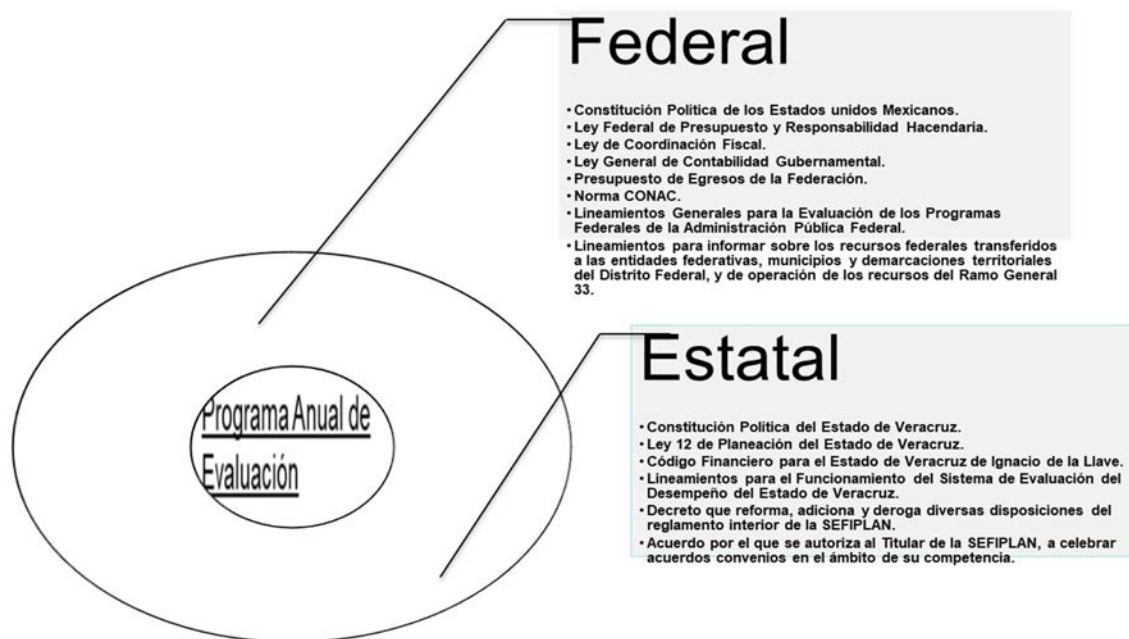 Federal
• Constitución Política de los Estados unidos Mexicanos.
• Ley Federal de Presupuesto y Responsabilidad Hacendaria.
• Ley de Coordinación Fiscal.
• Ley General de Contabilidad Gubernamental.
• Presupuesto de Egresos de la Federación.
• Norma CONAC.
• Lineamientos Generales para la Evaluación de los Programas
Federales de la Administración Pública Federal.
• Lineamientos para informar sobre los recursos federales transferidos
a las entidades federativas, municipios y demarcaciones territoriales
del Distrito Federal, y de operación de los recursos del Ramo General
33.
Programa Anual de
Evaluación
Estatal
• Constitución Política del Estado de Veracruz.
• Ley 12 de Planeación del Estado de Veracruz.
• Código Financiero para el Estado de Veracruz de Ignacio de la Llave.
• Lineamientos para el Funcionamiento del Sistema de Evaluación del
Desempeño del Estado de Veracruz.
• Decreto que reforma, adiciona y deroga diversas disposiciones del
reglamento interior de la SEFIPLAN.
• Acuerdo por el que se autoriza al Titular de la SEFIPLAN, a celebrar
acuerdos convenios en el ámbito de su competencia.